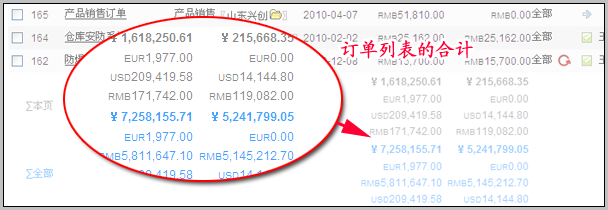 165 产品销售订单 产品销售 山东兴创 2010-04-07 RMB51,810.00 RMB0.00 全部
164 仓库安防系 2010-02-02 RMB25,162.00 RMB25,162.00 全部
162 防爆 -12-08 RMB15,700.00 RMB15,700.00 全部
订单列表的合计
¥ 1,618,250.61 ¥ 215,668.35
EUR1,977.00 EUR0.00
USD209,419.58 USD14,144.80
∑本页 RMB171,742.00 RMB119,082.00
¥ 7,258,155.71 ¥ 5,241,799.05
EUR1,977.00 EUR0.00
RMB5,811,647.10 RMB5,145,212.70
∑全部 209,419.58 USD14,
¥ 1,618,250.61 ¥ 215,668.35
EUR1,977.00 EUR0.00
USD209,419.58 USD14,144.80
RMB171,742.00 RMB119,082.00
¥ 7,258,155.71 ¥ 5,241,799.05
EUR1,977.00 EUR0.00
RMB5,811,647.10 RMB5,145,212.70
USD209,419.58 USD14,144.80